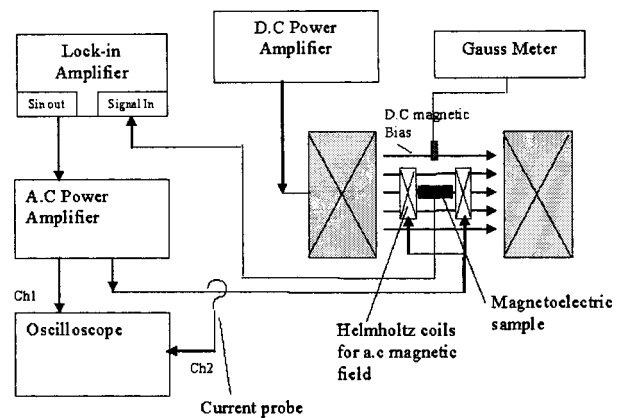 D.C Power
Amplifier
Lock-in
Amplifier
Sin out
Signal In
Gauss Meter
D.C magnetic
Bias
A.C Power
Amplifier
Ch1
Oscilloscope
Ch2
Magnetoelectric
sample
Helmholtz coils
for a.c magnetic
field
Current probe